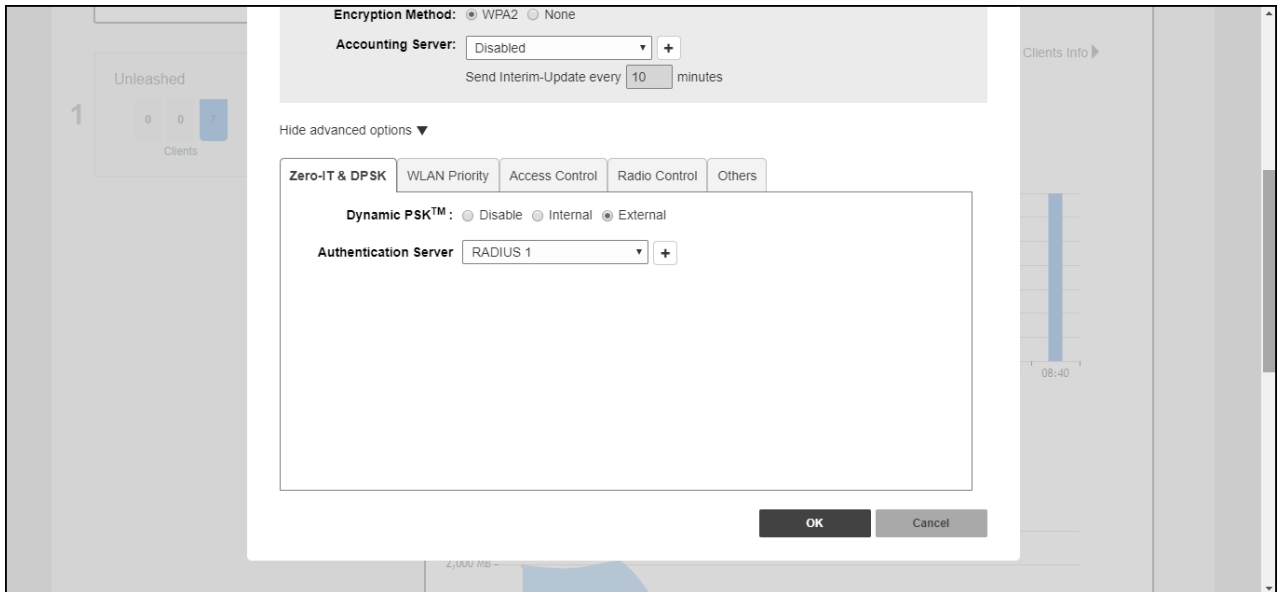 Encryption Method: WPA2 None
Accounting Server: Disabled +
Send Interim-Update every 10 minutes
Clients Info
Unleashed
1
0 0 7
Clients
Hide advanced options ▼
Zero-IT & DPSK WLAN Priority Access Control Radio Control Others
Dynamic PSK™ : Disable Internal External
Authentication Server RADIUS 1 +
08:40
OK Cancel
2,000 MB